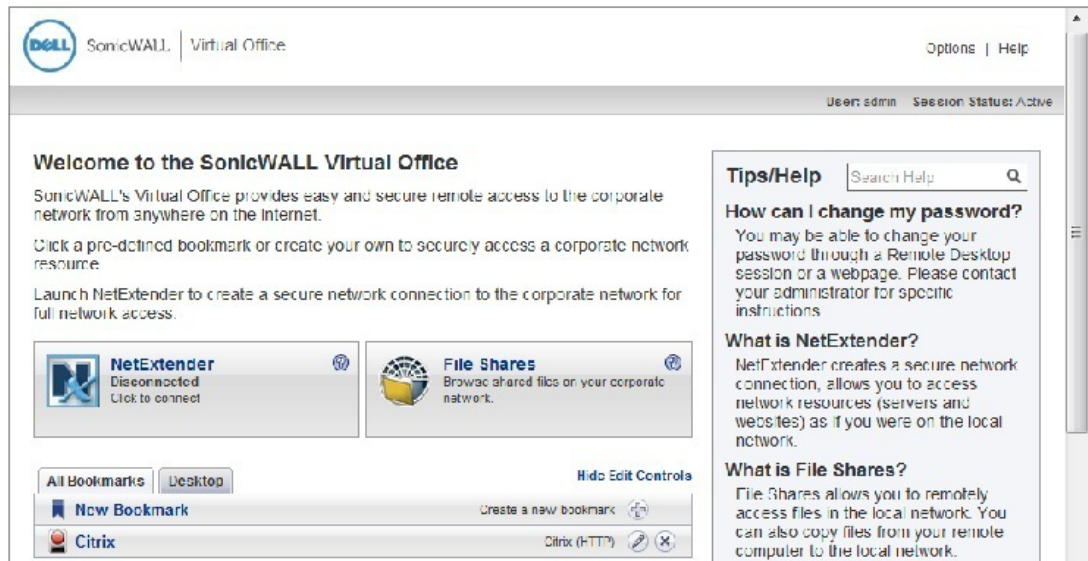 DELL SonicWALL | Virtual Office
Options | Help
User: admin Session Status: Active
Welcome to the SonicWALL Virtual Office
SonicWALL's Virtual Office provides easy and secure remote access to the corporate
network from anywhere on the Internet.
Click a pre-defined bookmark or create your own to securely access a corporate network
resource
Launch NetExtender to create a secure network connection to the corporate network for
full network access.
NetExtender
Disconnected
Click to connect
File Shares
Browse shared files on your corporate
network.
All Bookmarks
Desktop
Hide Edit Controls
New Bookmark
Create a new bookmark
Citrix
Citrix (HTTP)
Tips/Help
Search Help
How can I change my password?
You may be able to change your
password through a Remote Desktop
session or a webpage. Please contact
your administrator for specific
instructions
What is NetExtender?
NetExtender creates a secure network
connection, allows you to access
network resources (servers and
websites) as if you were on the local
network.
What is File Shares?
File Shares allows you to remotely
access files in the local network. You
can also copy files from your remote
computer to the local network.